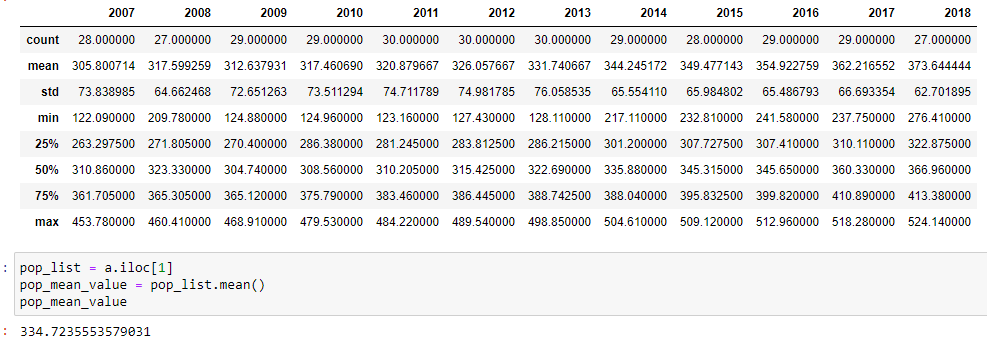 2007 2008 2009 2010 2011 2012 2013 2014 2015 2016 2017 2018
count 28.000000 27.000000 29.000000 29.000000 30.000000 30.000000 30.000000 29.000000 28.000000 29.000000 29.000000 27.000000
mean 305.800714 317.599259 312.637931 317.460690 320.879667 326.057667 331.740667 344.245172 349.477143 354.922759 362.216552 373.644444
std 73.838985 64.662468 72.651263 73.511294 74.711789 74.981785 76.058535 65.554110 65.984802 65.486793 66.693354 62.701895
min 122.090000 209.780000 124.880000 124.960000 123.160000 127.430000 128.110000 217.110000 232.810000 241.580000 237.750000 276.410000
25% 263.297500 271.805000 270.400000 286.380000 281.245000 283.812500 286.215000 301.200000 307.727500 307.410000 310.110000 322.875000
50% 310.860000 323.330000 304.740000 308.560000 310.205000 315.425000 322.690000 335.880000 345.315000 345.650000 360.330000 366.960000
75% 361.705000 365.305000 365.120000 375.790000 383.460000 386.445000 388.742500 388.040000 395.832500 399.820000 410.890000 413.380000
max 453.780000 460.410000 468.910000 479.530000 484.220000 489.540000 498.850000 504.610000 509.120000 512.960000 518.280000 524.140000
: pop_list = a.iloc[1]
pop_mean_value = pop_list.mean()
pop_mean_value
: 334.7235553579031